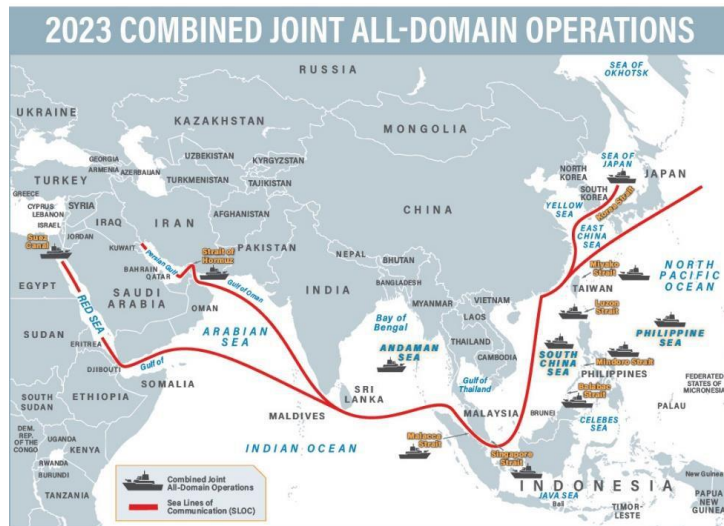 2023 COMBINED JOINT ALL-DOMAIN OPERATIONS
SEA OF
OKHOTSK
RUSSIA
UKRAINE
KAZAKHSTAN
MONGOLIA
GEORGIA
ARMENIA
AZERBAIJAN
UZBEKISTAN
KYRGYZSTAN
TURKMENISTAN
TAJIKISTAN
TURKEY
GREECE
CYPRUS
LEBANON
ISRAEL
SYRIA
JORDAN
IRAQ
IRAN
AFGHANISTAN
PAKISTAN
KUWAIT
BAHRAIN
QATAR
Persian Gulf
Strait of
Hormuz
Gulf of Oman
Suez
Canal
EGYPT
RED SEA
SAUDI
ARABIA
OMAN
CHINA
NEPAL
BHUTAN
BANGLADESH
INDIA
MYANMAR
LAOS
VIETNAM
THAILAND
CAMBODIA
NORTH
KOREA
SOUTH
KOREA
SEA OF
JAPAN
JAPAN
Korea Strait
YELLOW
SEA
EAST
CHINA
SEA
Miyako
Strait
TAIWAN
NORTH
PACIFIC
OCEAN
Luzon
Strait
PHILIPPINE
SEA
Mindoro Strait
PHILIPPINES
SOUTH
CHINA
SEA
Balabac
Strait
FEDERATED
STATES OF
MICRONESIA
PALAU
CELEBES
SEA
BRUNEI
MALAYSIA
Gulf of
Thailand
Bay of
Bengal
ANDAMAN
SEA
ARABIAN
SEA
SRI
LANKA
MALDIVES
INDIAN OCEAN
Malacca
Strait
Singapore
Strait
INDONESIA
JAVA SEA
Bali
TIMOR-
LESTE
New Guinea
PAPUA
NEW GUINEA
SUDAN
ERITREA
DJIBOUTI
Gulf of
SOMALIA
ETHIOPIA
SOUTH
SUDAN
DEM.
REP.
OF THE
CONGO
UGANDA
KENYA
RWANDA
BURUNDI
TANZANIA
Combined Joint
All-Domain Operations
Sea Lines of
Communication (SLOC)